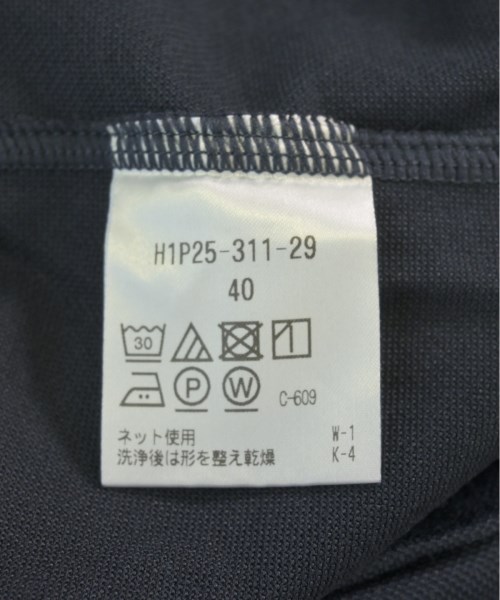 H1P25-311-29
40
30
P W C-609
ネット使用 W-1
洗浄後は形を整え乾燥 K-4